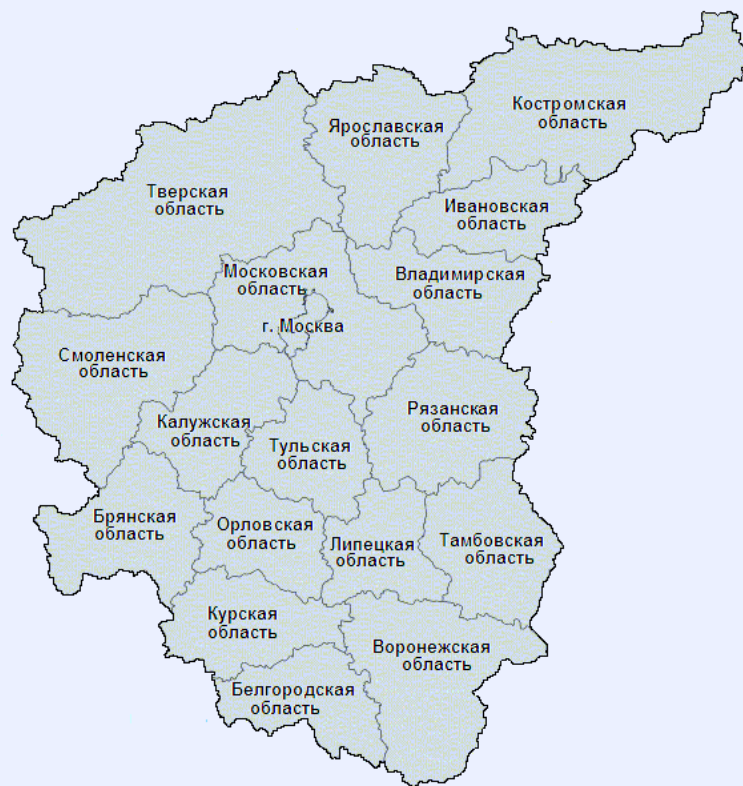 Костромская
область
Ярославская
область
Тверская
область
Ивановская
область
Московская
область
Владимирская
область
г. Москва
Смоленская
область
Рязанская
область
Калужская
область
Тульская
область
Брянская
область
Орловская
область
Липецкая
область
Тамбовская
область
Курская
область
Воронежская
область
Белгородская
область